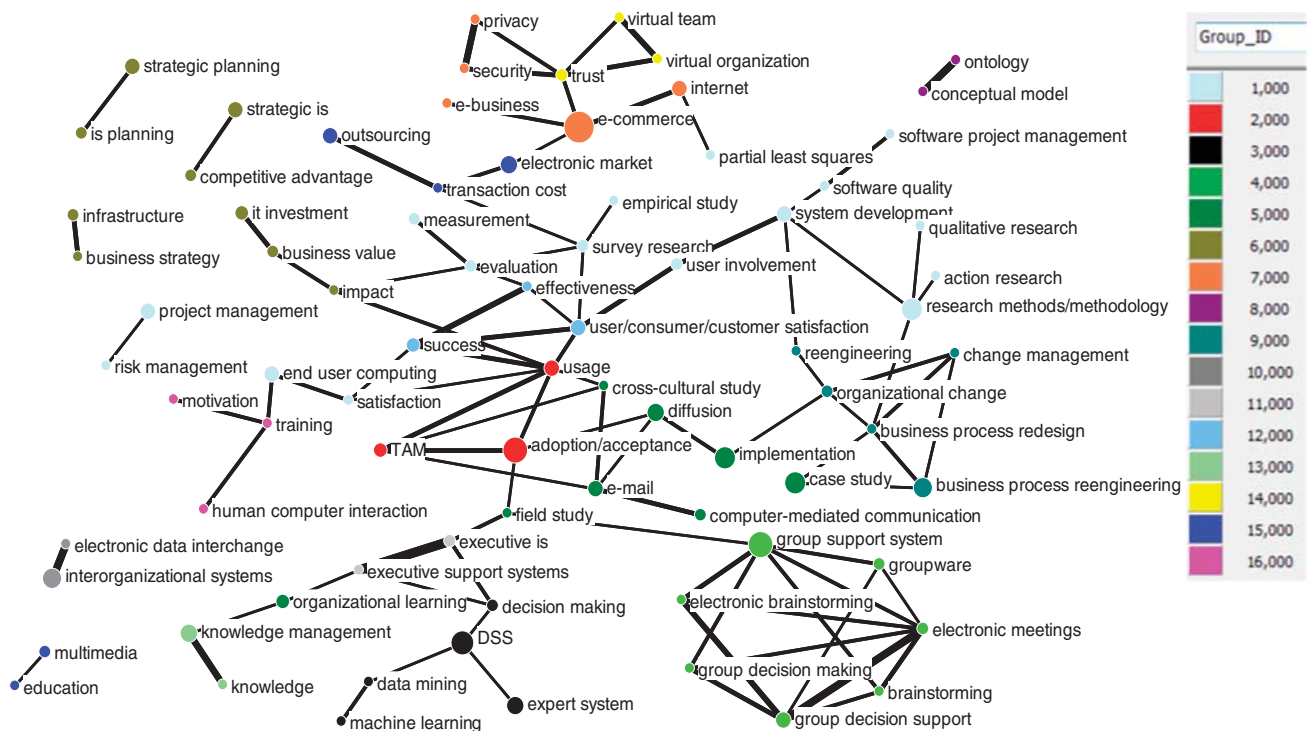 privacy
virtual team
security
trust
virtual organization
ontology
strategic planning
internet
conceptual model
e-business
e-commerce
strategic is
is planning
outsourcing
software project management
electronic market
partial least squares
competitive advantage
transaction cost
software quality
empirical study
infrastructure
it investment
measurement
system development
qualitative research
business strategy
business value
survey research
evaluation
user involvement
action research
impact
effectiveness
research methods/methodology
project management
user/consumer/customer satisfaction
success
reengineering
change management
risk management
end user computing
usage
cross-cultural study
organizational change
motivation
satisfaction
diffusion
training
business process redesign
TAM
adoption/acceptance
implementation
case study
e-mail
business process reengineering
human computer interaction
field study
computer-mediated communication
electronic data interchange
executive is
group support system
interorganizational systems
executive support systems
groupware
organizational learning
decision making
electronic brainstorming
knowledge management
DSS
electronic meetings
multimedia
group decision making
education
knowledge
data mining
brainstorming
expert system
machine learning
group decision support
Group_ID
1,000
2,000
3,000
4,000
5,000
6,000
7,000
8,000
9,000
10,000
11,000
12,000
13,000
14,000
15,000
16,000